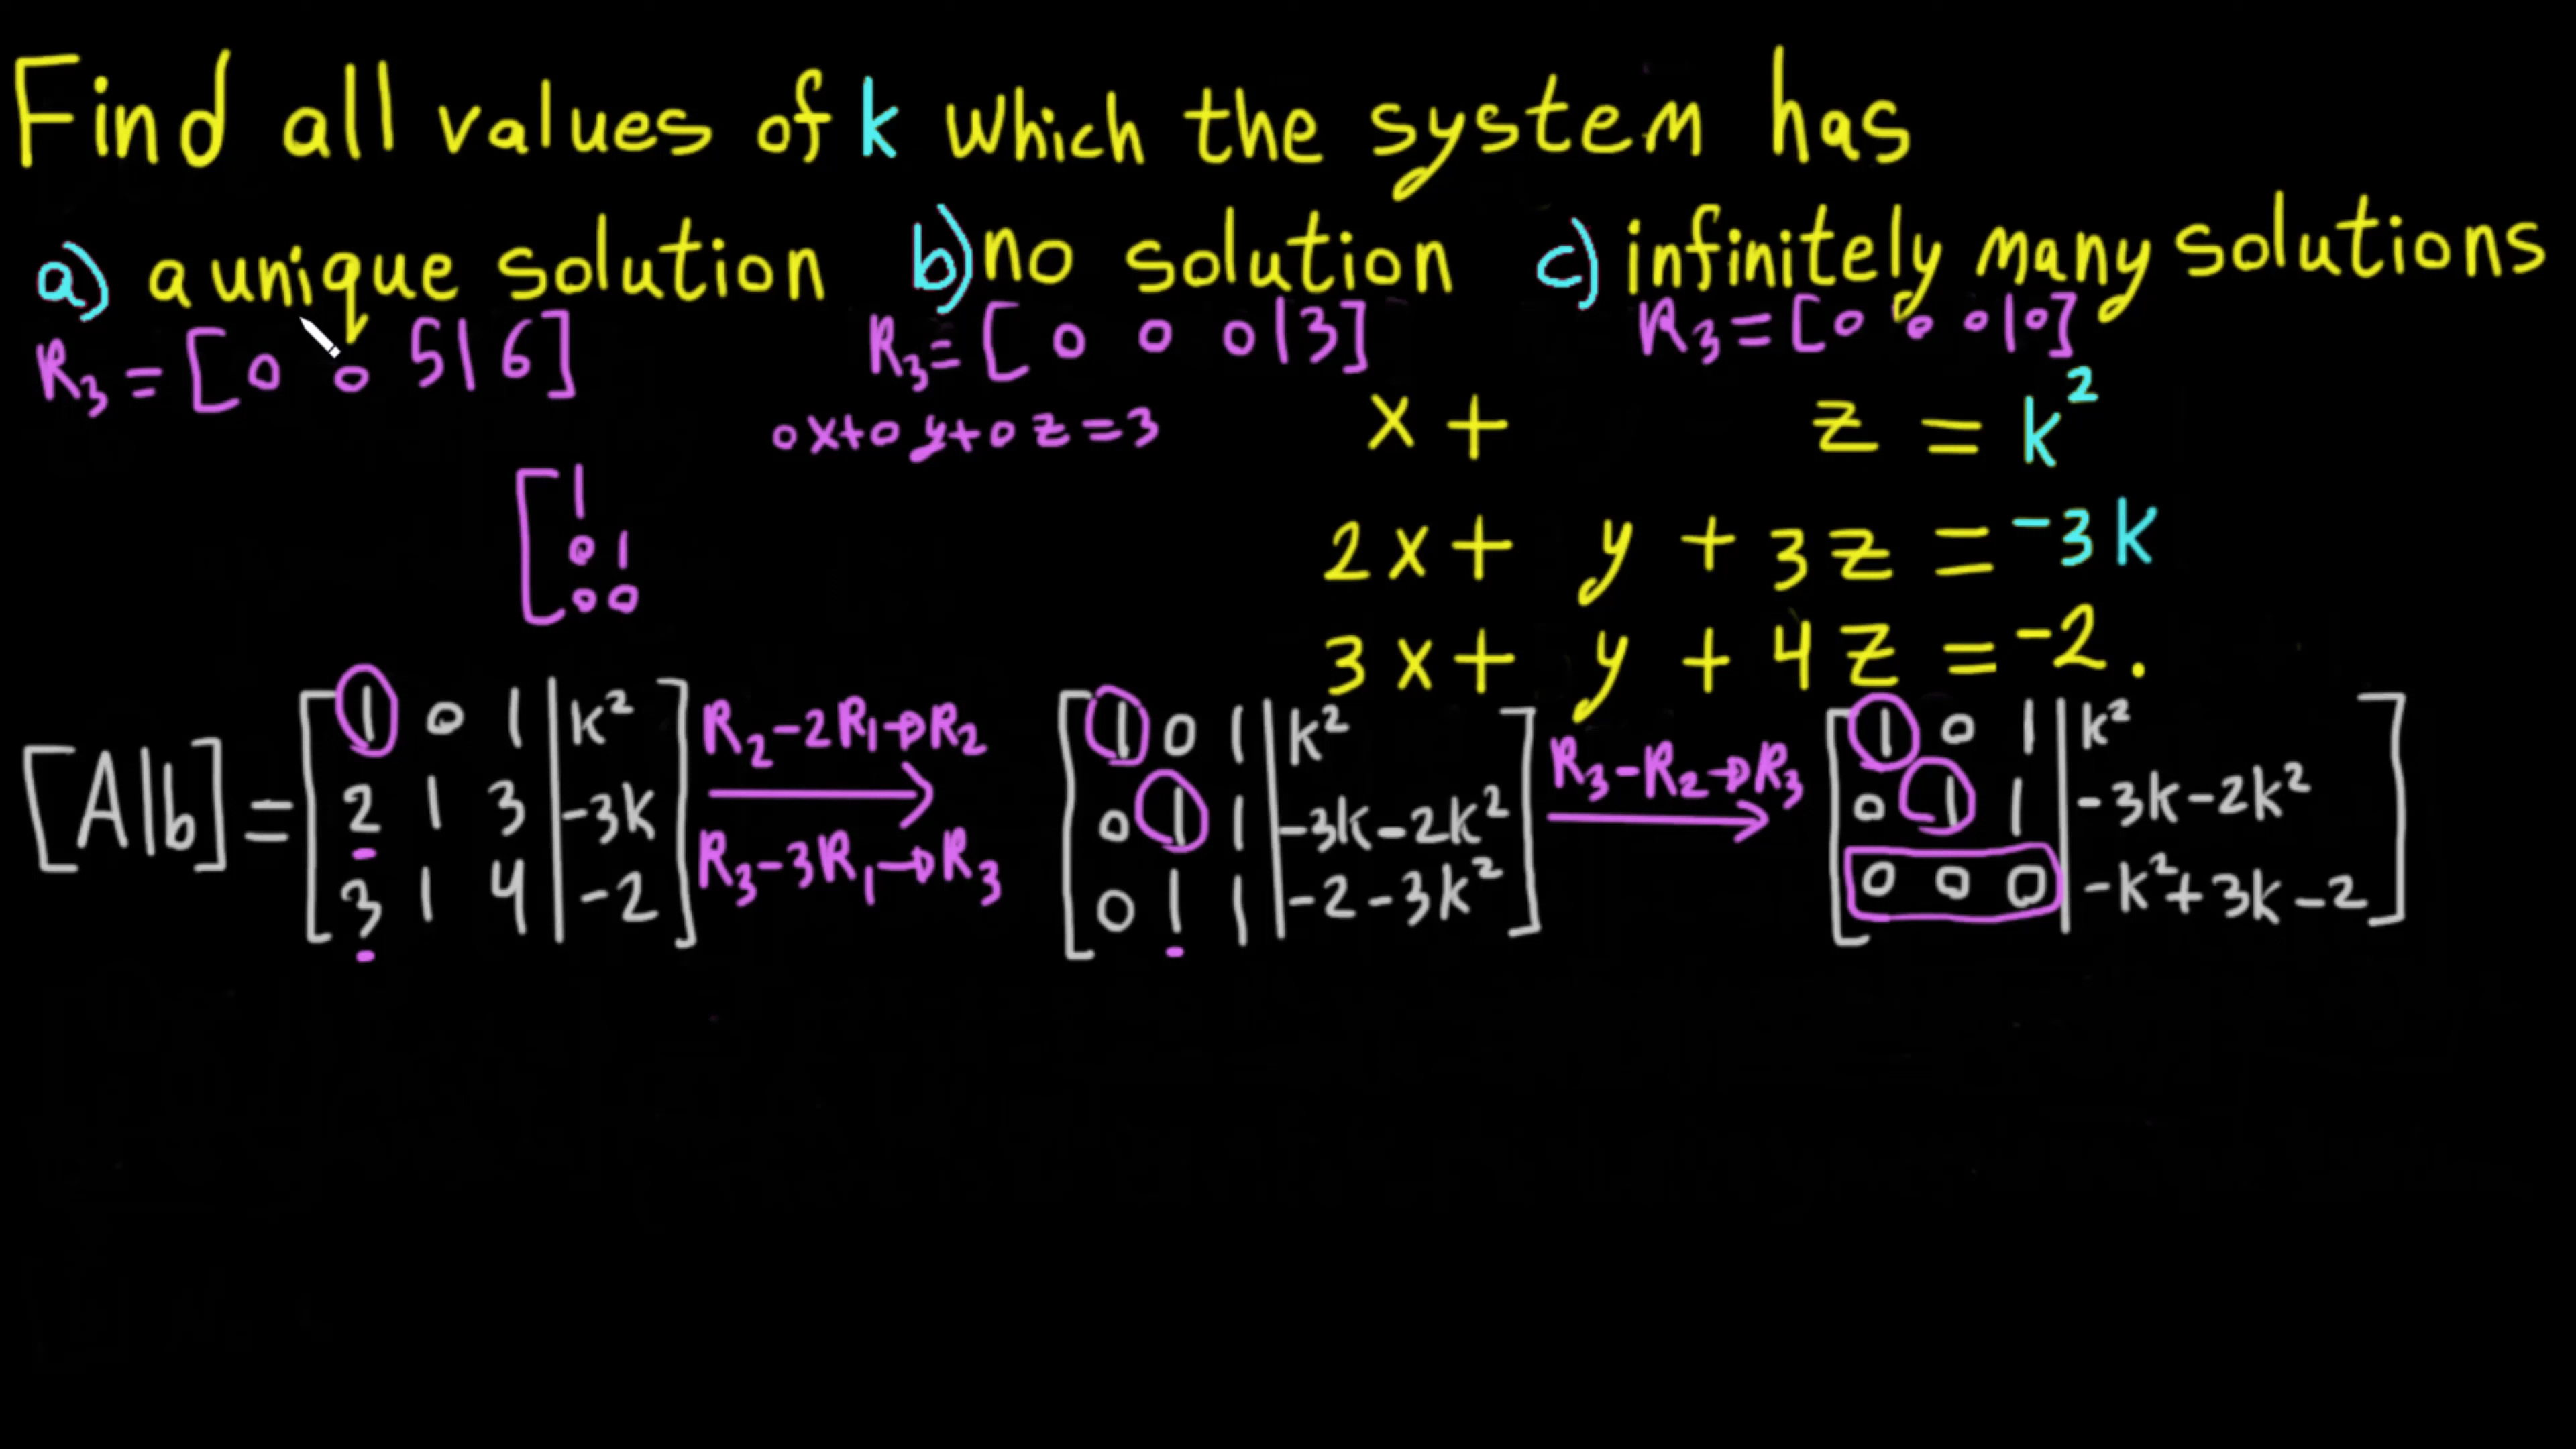 Find all values of k which the system has
a) a unique solution b) no solution c) infinitely many solutions
R₃ = [0 0 5 | 6] R₃ = [0 0 0 | 3] R₃ = [0 0 0 | 0]
0x+0y+0z=3
x + z = k²
2x + y + 3z = -3k
3x + y + 4z = -2.
[1
0 1
0 0
[A|b] = [1 0 1 | k²
2 1 3 | -3k
3 1 4 | -2]
R₂-2R₁→R₂
R₃-3R₁→R₃
[1 0 1 | k²
0 1 1 | -3k-2k²
0 1 1 | -2-3k²]
R₃-R₂→R₃
[1 0 1 | k²
0 1 1 | -3k-2k²
0 0 0 | -k²+3k-2]